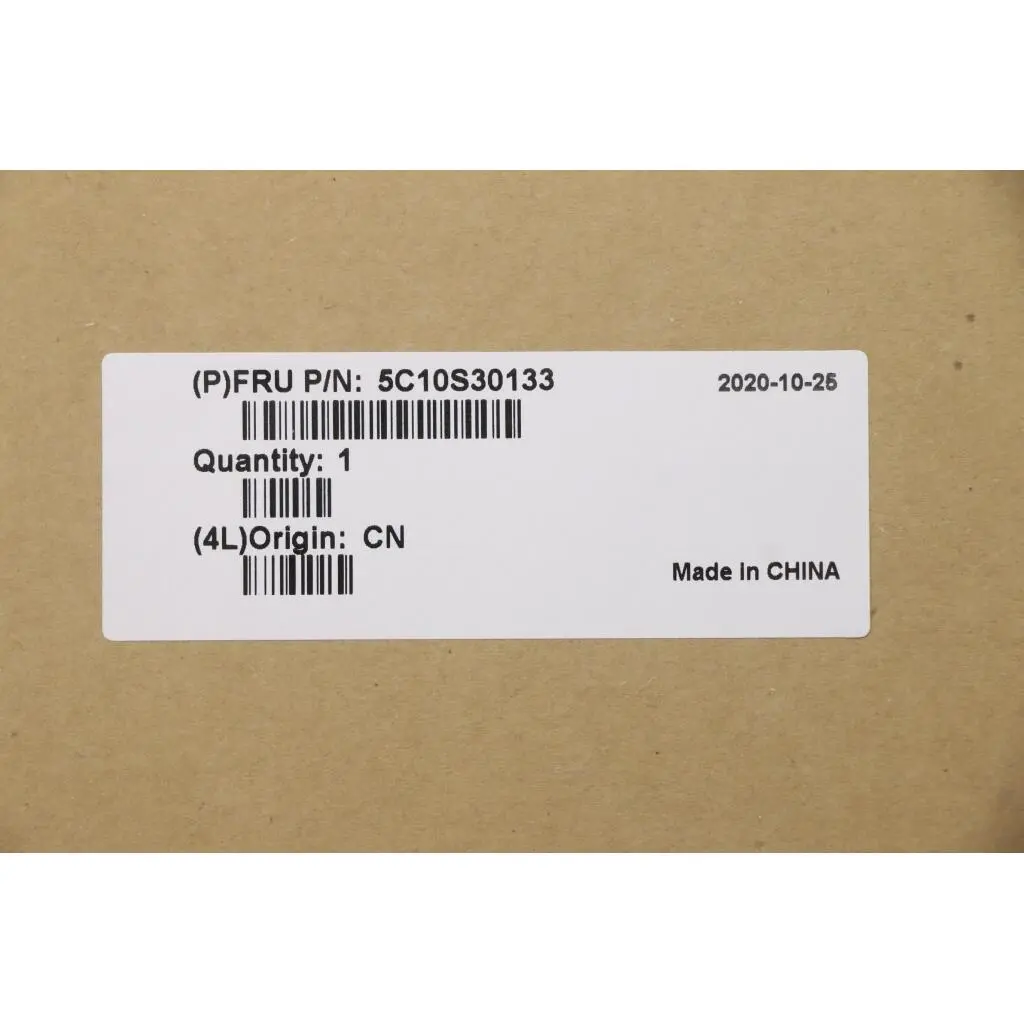 (P)FRU P/N: 5C10S30133
2020-10-25
Quantity: 1
(4L)Origin: CN
Made In CHINA